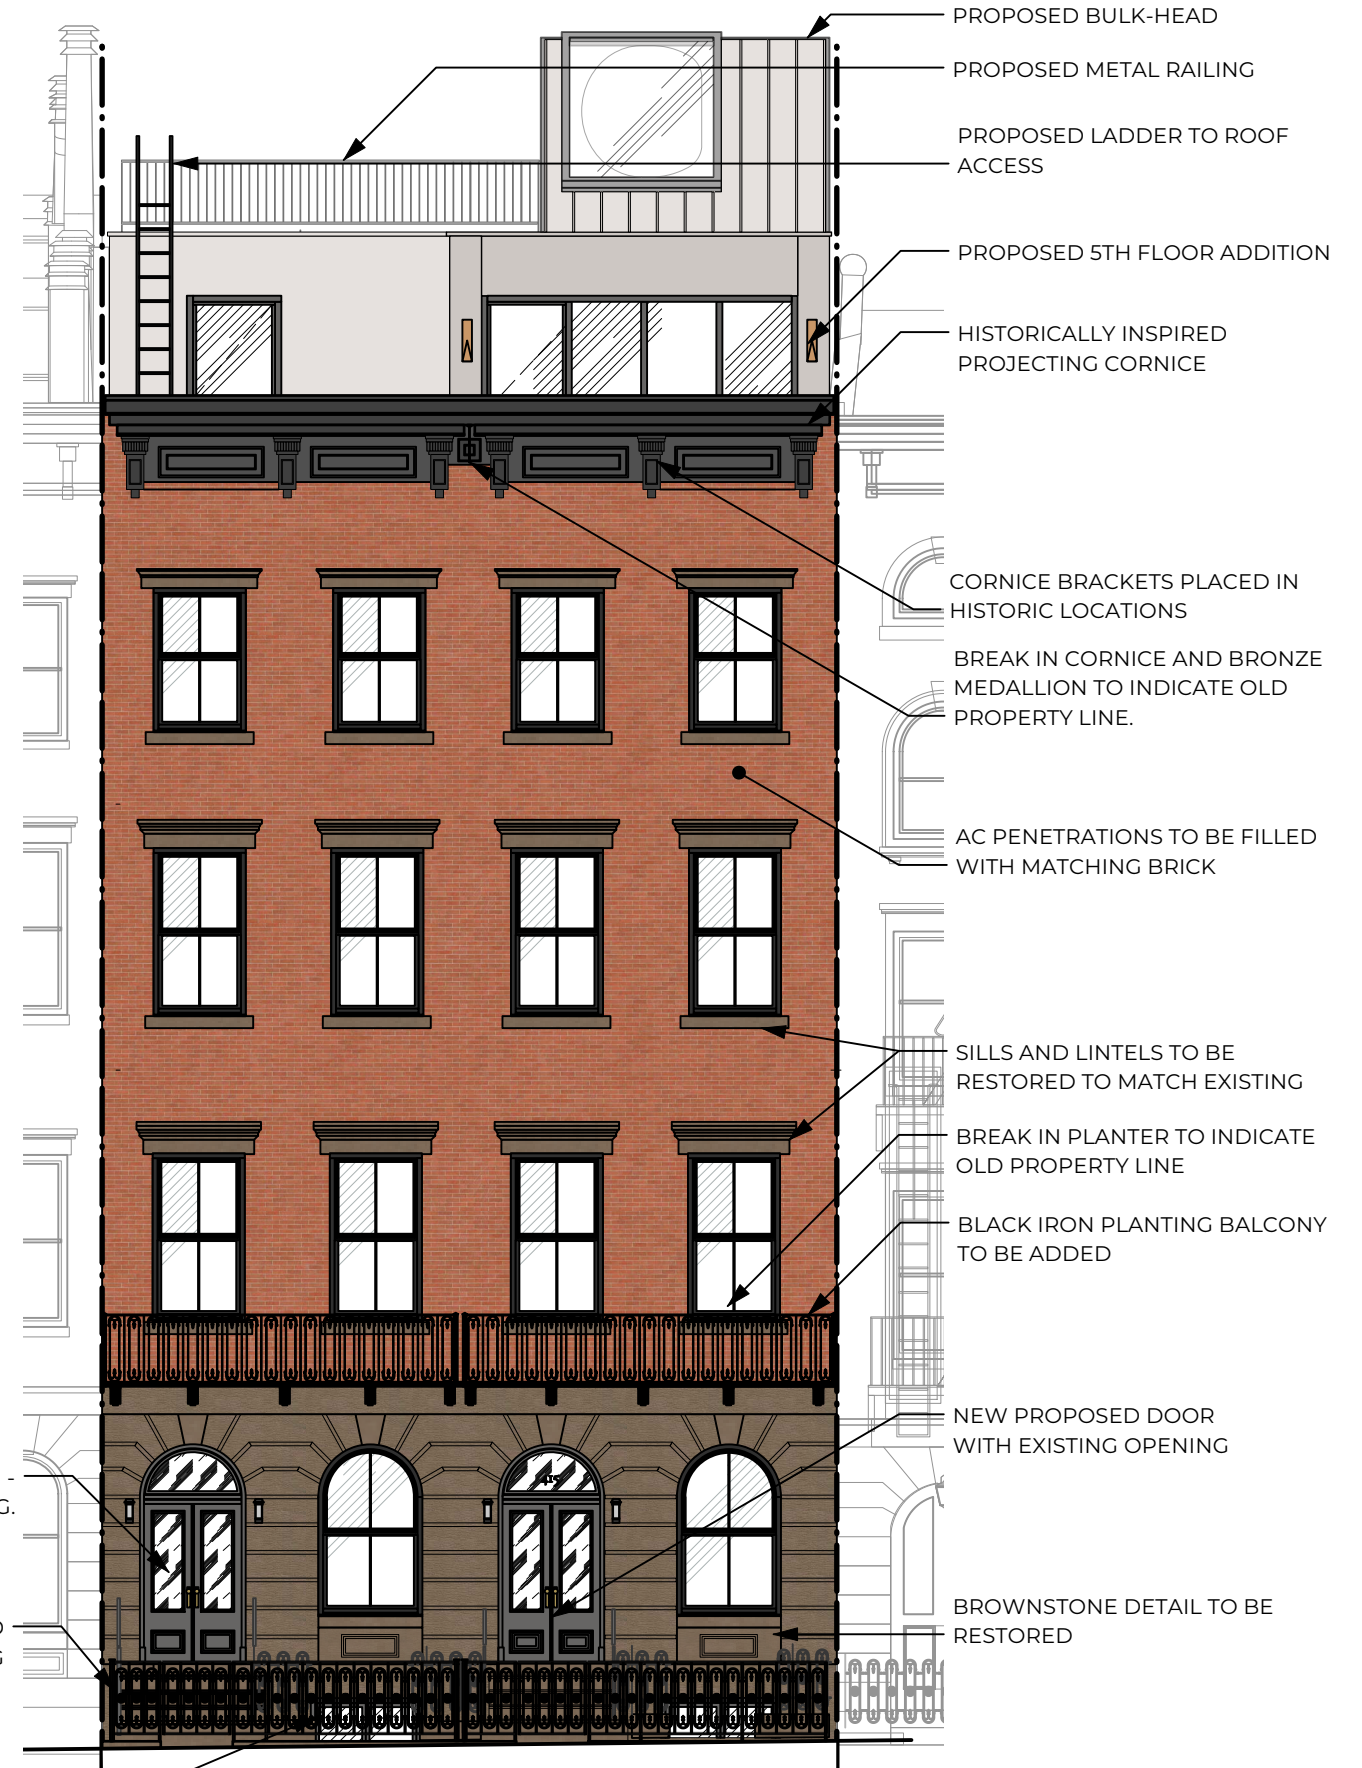 PROPOSED BULK-HEAD
PROPOSED METAL RAILING
PROPOSED LADDER TO ROOF
ACCESS
PROPOSED 5TH FLOOR ADDITION
HISTORICALLY INSPIRED
PROJECTING CORNICE
CORNICE BRACKETS PLACED IN
HISTORIC LOCATIONS
BREAK IN CORNICE AND BRONZE
MEDALLION TO INDICATE OLD
PROPERTY LINE.
AC PENETRATIONS TO BE FILLED
WITH MATCHING BRICK
SILLS AND LINTELS TO BE
RESTORED TO MATCH EXISTING
BREAK IN PLANTER TO INDICATE
OLD PROPERTY LINE
BLACK IRON PLANTING BALCONY
TO BE ADDED
NEW PROPOSED DOOR
WITH EXISTING OPENING
BROWNSTONE DETAIL TO BE
RESTORED